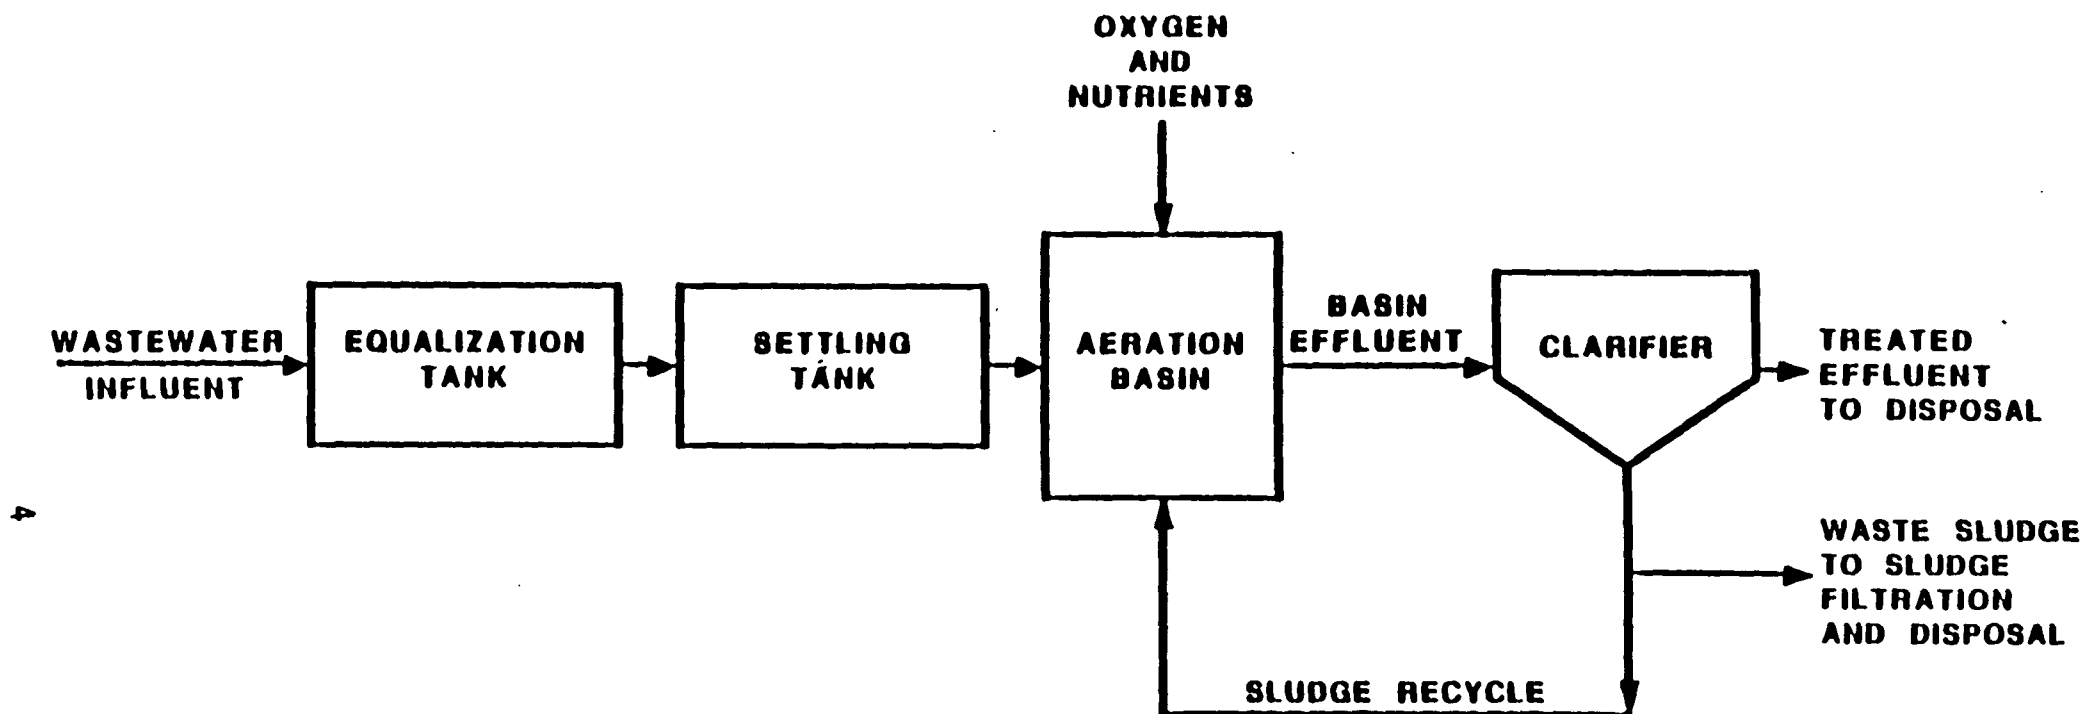 OXYGEN
AND
NUTRIENTS
WASTEWATER
INFLUENT
EQUALIZATION
TANK
SETTLING
TANK
AERATION
BASIN
BASIN
EFFLUENT
CLARIFIER
TREATED
EFFLUENT
TO DISPOSAL
WASTE SLUDGE
TO SLUDGE
FILTRATION
AND DISPOSAL
SLUDGE RECYCLE
4